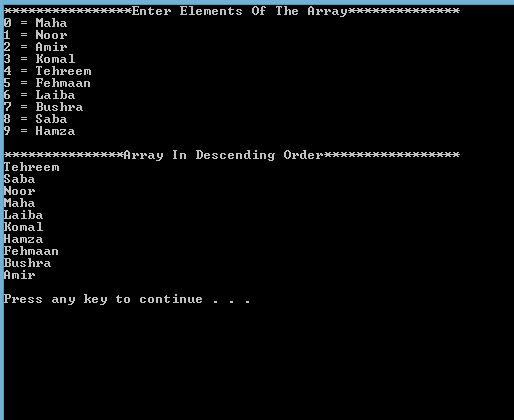 ****************Enter Elements Of The Array**************
0 = Maha
1 = Noor
2 = Amir
3 = Komal
4 = Tehreem
5 = Fehmaan
6 = Laiba
7 = Bushra
8 = Saba
9 = Hamza
***************Array In Descending Order*****************
Tehreem
Saba
Noor
Maha
Laiba
Komal
Hamza
Fehmaan
Bushra
Amir
Press any key to continue . . .